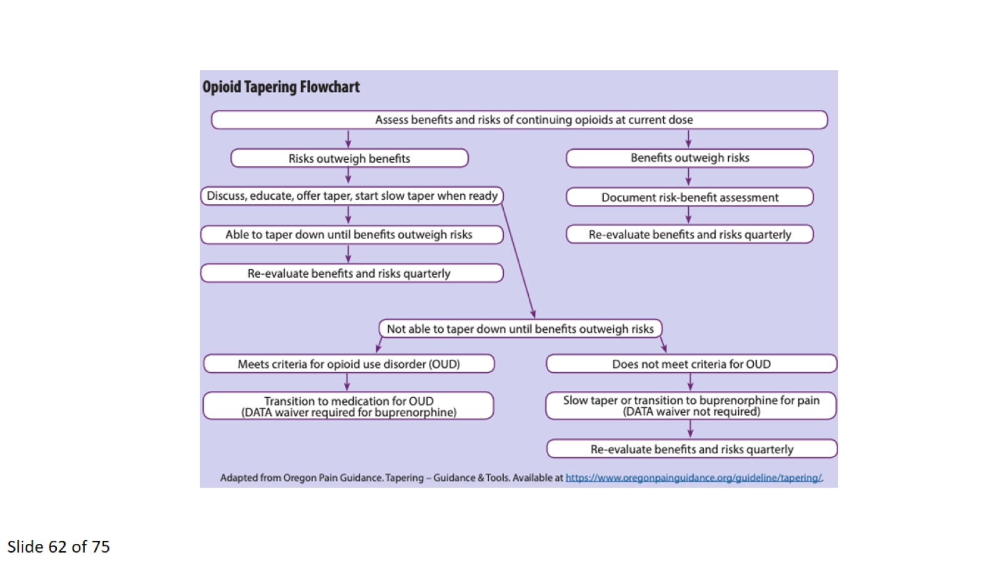 Opioid Tapering Flowchart
Assess benefits and risks of continuing opioids at current dose
Risks outweigh benefits
Discuss, educate, offer taper, start slow taper when ready
Able to taper down until benefits outweigh risks
Re-evaluate benefits and risks quarterly
Benefits outweigh risks
Document risk-benefit assessment
Re-evaluate benefits and risks quarterly
Not able to taper down until benefits outweigh risks
Meets criteria for opioid use disorder (OUD)
Transition to medication for OUD
(DATA waiver required for buprenorphine)
Does not meet criteria for OUD
Slow taper or transition to buprenorphine for pain
(DATA waiver not required)
Re-evaluate benefits and risks quarterly
Adapted from Oregon Pain Guidance. Tapering – Guidance & Tools. Available at https://www.oregonpainguidance.org/guideline/tapering/.
Slide 62 of 75